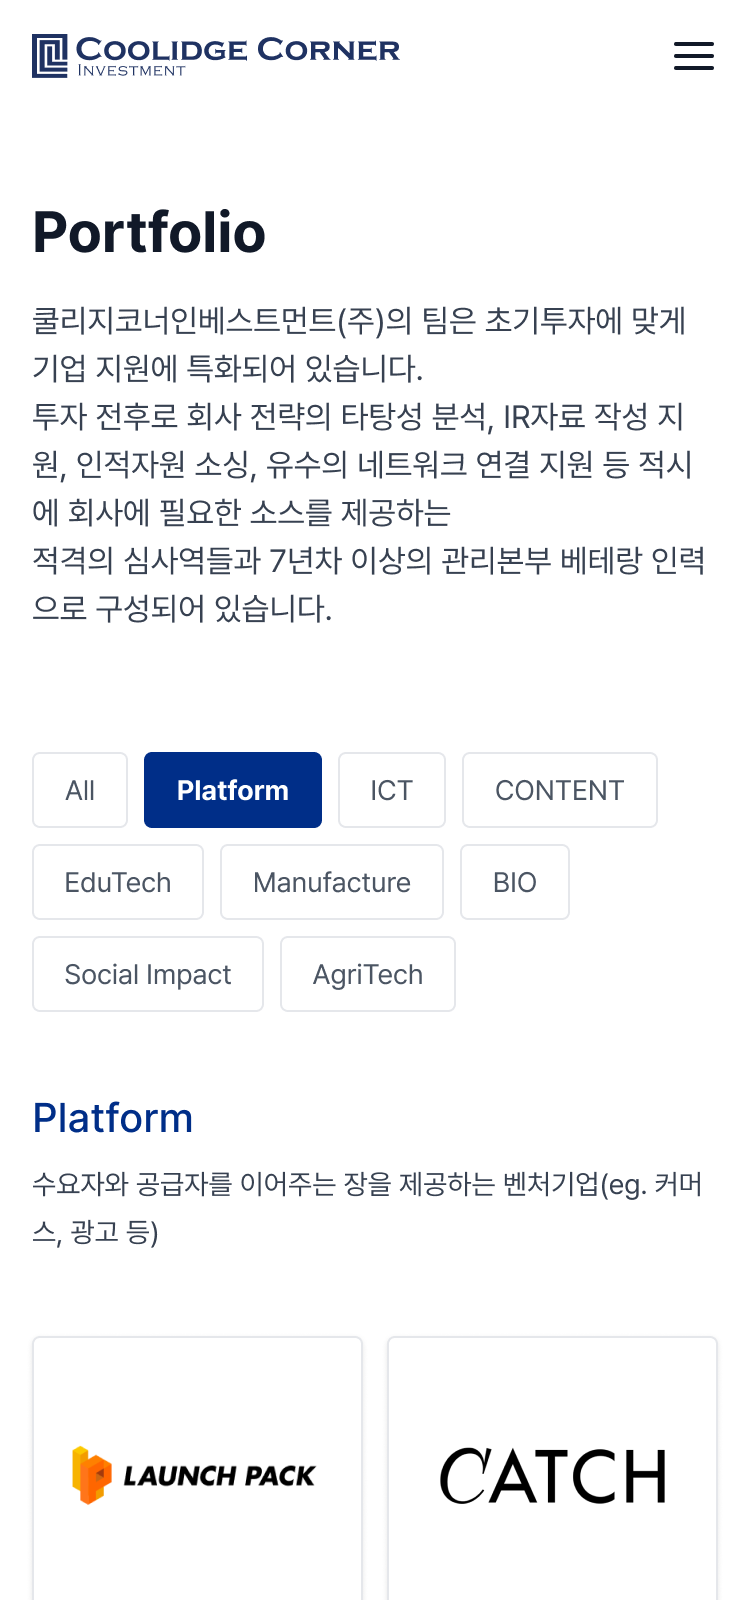 COOLIDGE CORNER
INVESTMENT
Portfolio
쿨리지코너인베스트먼트(주)의 팀은 초기투자에 맞게
기업 지원에 특화되어 있습니다.
투자 전후로 회사 전략의 타탕성 분석, IR자료 작성 지
원, 인적자원 소싱, 유수의 네트워크 연결 지원 등 적시
에 회사에 필요한 소스를 제공하는
적격의 심사역들과 7년차 이상의 관리본부 베테랑 인력
으로 구성되어 있습니다.
All Platform ICT CONTENT
EduTech Manufacture BIO
Social Impact AgriTech
Platform
수요자와 공급자를 이어주는 장을 제공하는 벤처기업(eg. 커머
스, 광고 등)
LAUNCH PACK CATCH